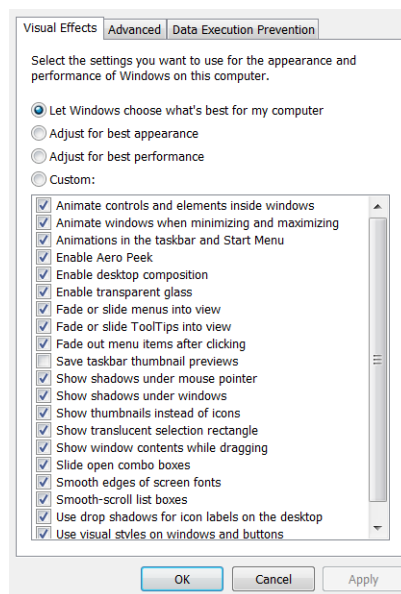 Visual Effects Advanced Data Execution Prevention
Select the settings you want to use for the appearance and
performance of Windows on this computer.
Let Windows choose what's best for my computer
Adjust for best appearance
Adjust for best performance
Custom:
Animate controls and elements inside windows
Animate windows when minimizing and maximizing
Animations in the taskbar and Start Menu
Enable Aero Peek
Enable desktop composition
Enable transparent glass
Fade or slide menus into view
Fade or slide ToolTips into view
Fade out menu items after clicking
Save taskbar thumbnail previews
Show shadows under mouse pointer
Show shadows under windows
Show thumbnails instead of icons
Show translucent selection rectangle
Show window contents while dragging
Slide open combo boxes
Smooth edges of screen fonts
Smooth-scroll list boxes
Use drop shadows for icon labels on the desktop
Use visual styles on windows and buttons
OK Cancel Apply